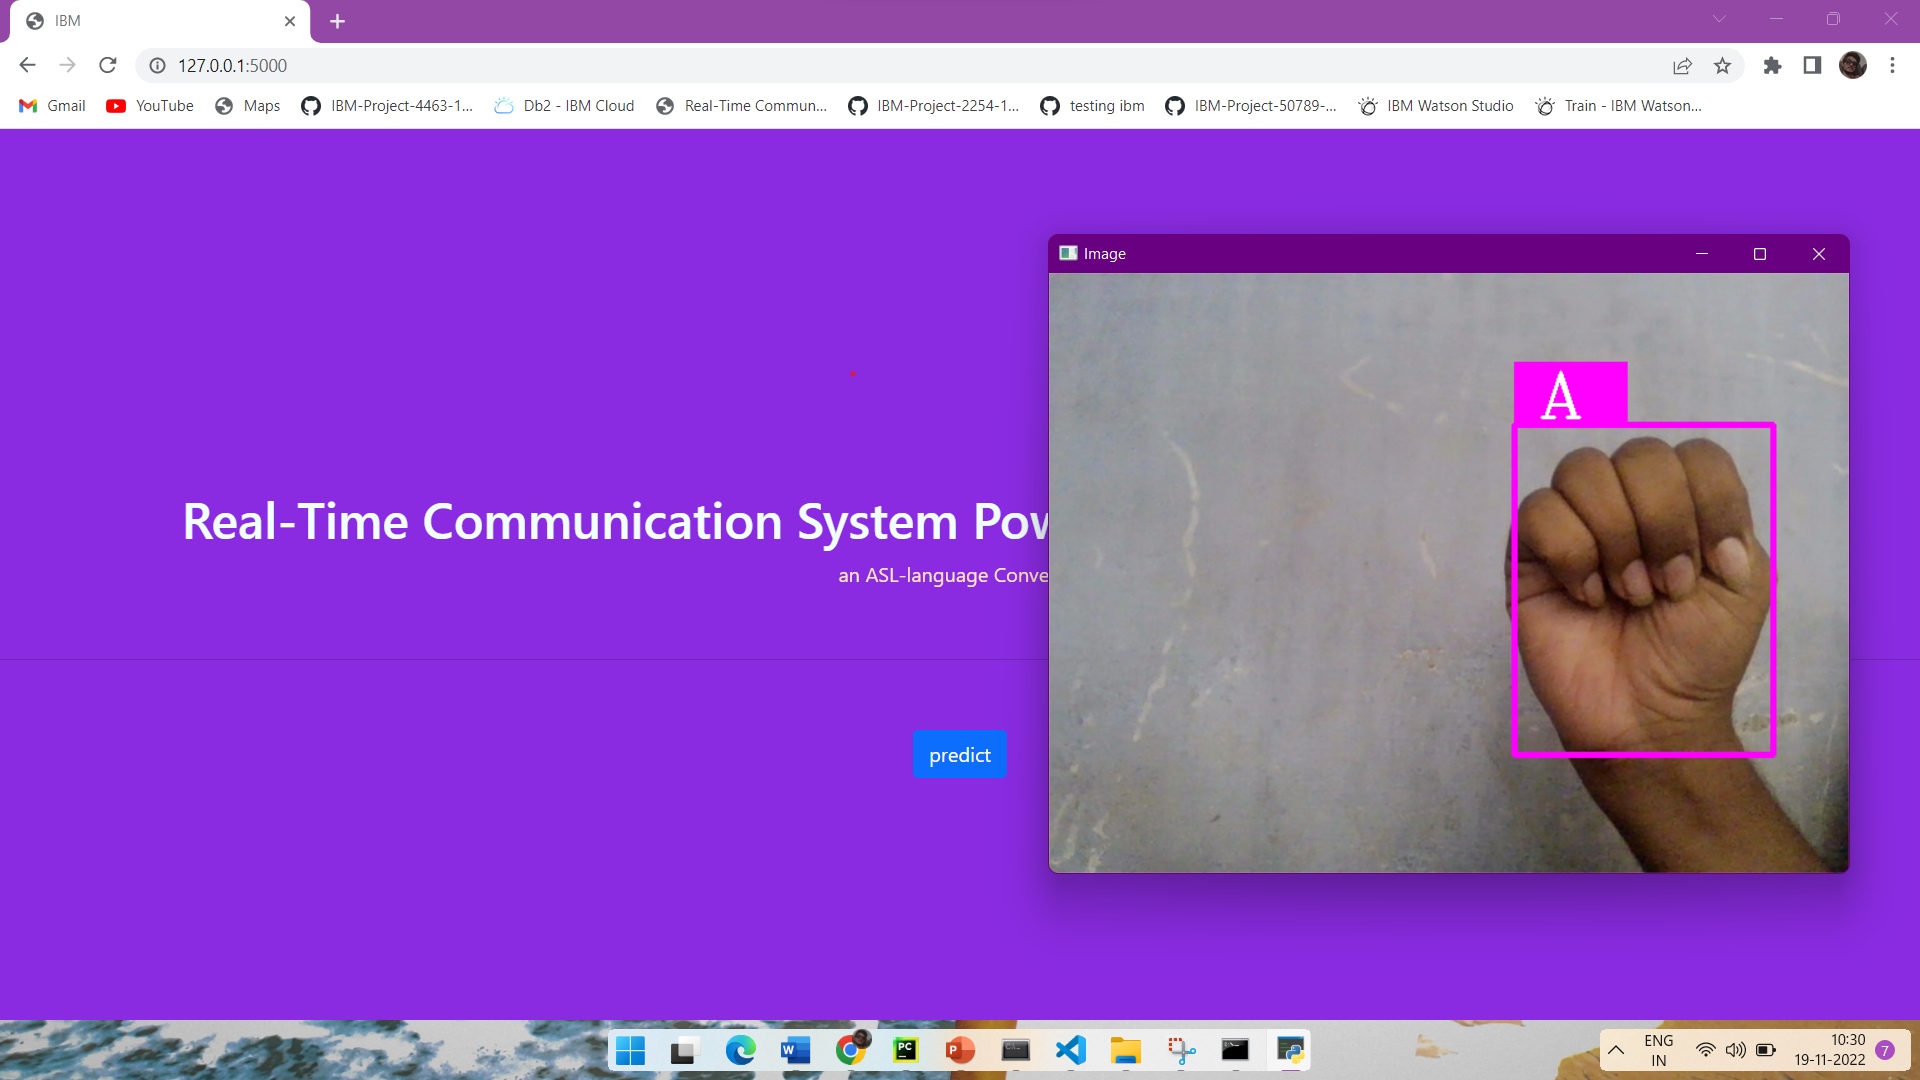 IBM
127.0.0.1:5000
Gmail
YouTube
Maps
IBM-Project-4463-1...
Db2 - IBM Cloud
Real-Time Commun...
IBM-Project-2254-1...
testing ibm
IBM-Project-50789-...
IBM Watson Studio
Train - IBM Watson...
Image
A
Real-Time Communication System Pow
an ASL-language Conve
predict
ENG
IN
10:30
19-11-2022
7